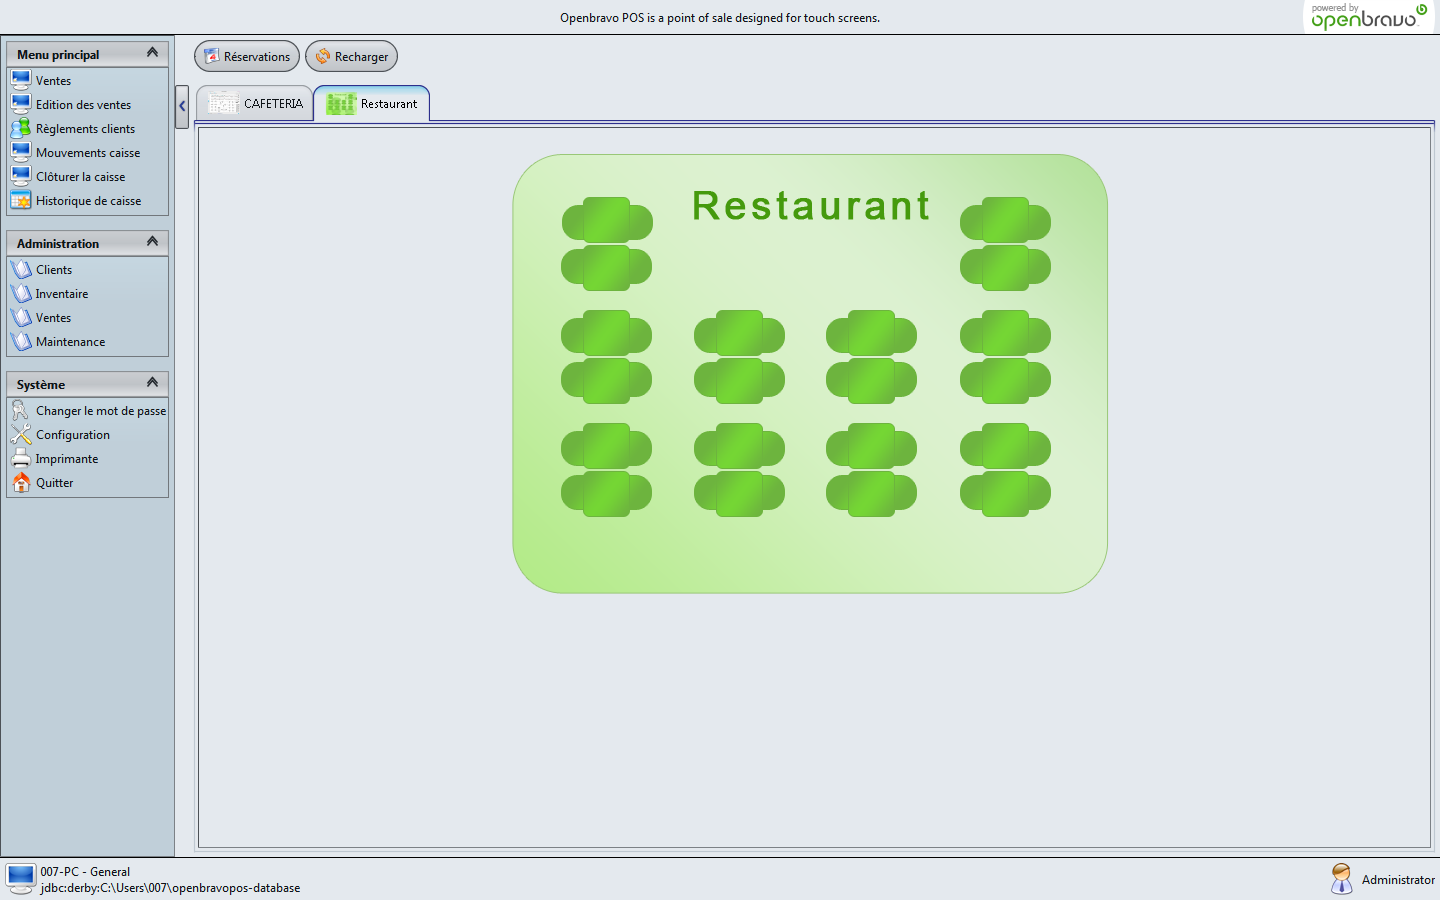 Openbravo POS is a point of sale designed for touch screens.
powered by
openbravo
Menu principal
Ventes
Edition des ventes
Règlements clients
Mouvements caisse
Clôturer la caisse
Historique de caisse
Administration
Clients
Inventaire
Ventes
Maintenance
Système
Changer le mot de passe
Configuration
Imprimante
Quitter
Réservations
Recharger
CAFETERIA
Restaurant
Restaurant
007-PC - General
jdbc:derby:C:\Users\007\openbravopos-database
Administrator